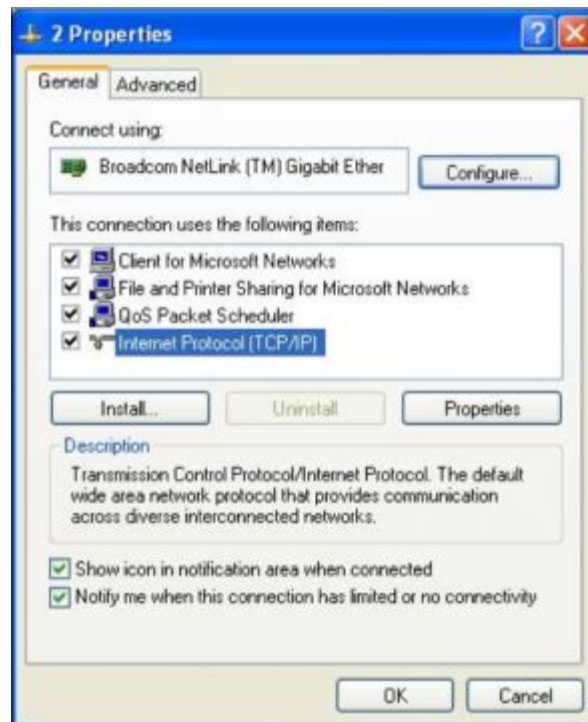 2 Properties
General
Advanced
Connect using:
Broadcom NetLink (TM) Gigabit Ether
Configure...
This connection uses the following items:
Client for Microsoft Networks
File and Printer Sharing for Microsoft Networks
QoS Packet Scheduler
Internet Protocol (TCP/IP)
Install...
Uninstall
Properties
Description
Transmission Control Protocol/Internet Protocol. The default
wide area network protocol that provides communication
across diverse interconnected networks.
Show icon in notification area when connected
Notify me when this connection has limited or no connectivity
OK
Cancel